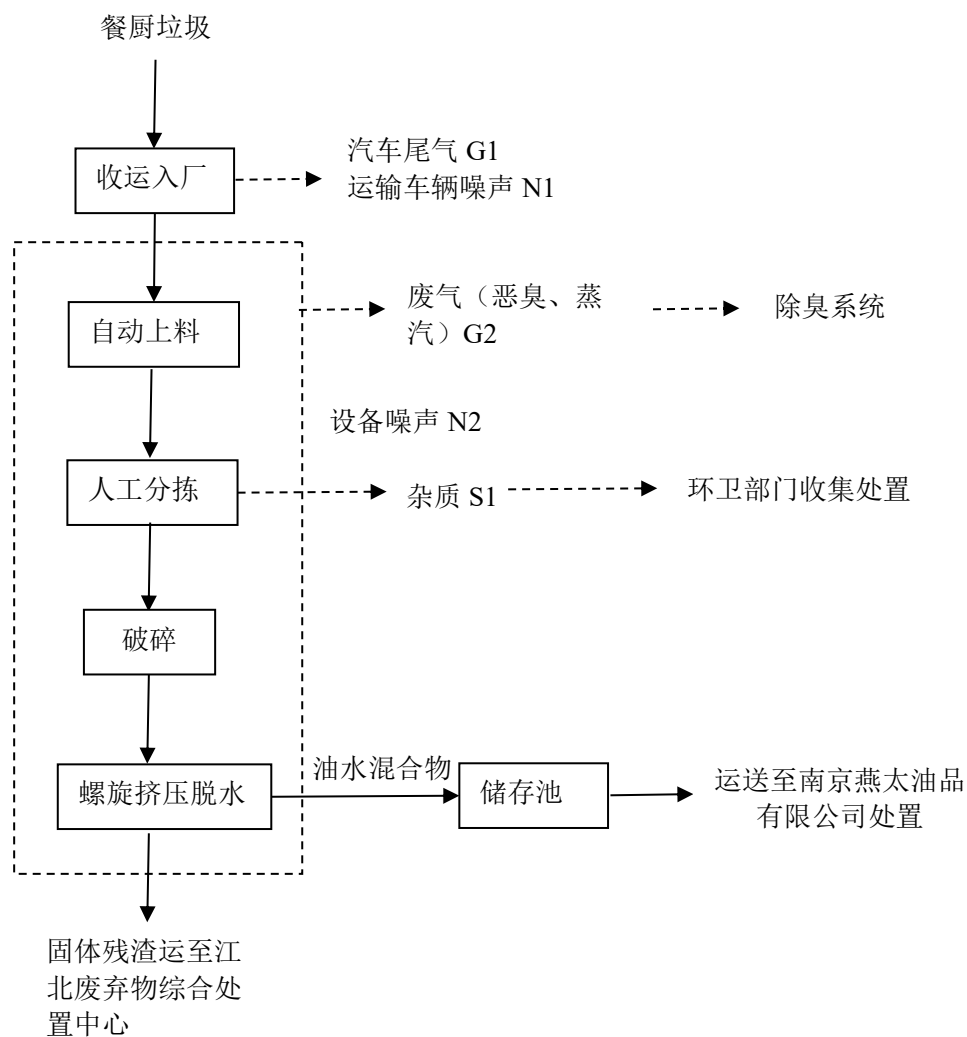 餐厨垃圾
收运入厂
汽车尾气 G1
运输车辆噪声 N1
自动上料
废气（恶臭、蒸
汽）G2
除臭系统
设备噪声 N2
人工分拣
杂质 S1
环卫部门收集处置
破碎
螺旋挤压脱水
油水混合物
储存池
运送至南京燕太油品
有限公司处置
固体残渣运至江
北废弃物综合处
置中心